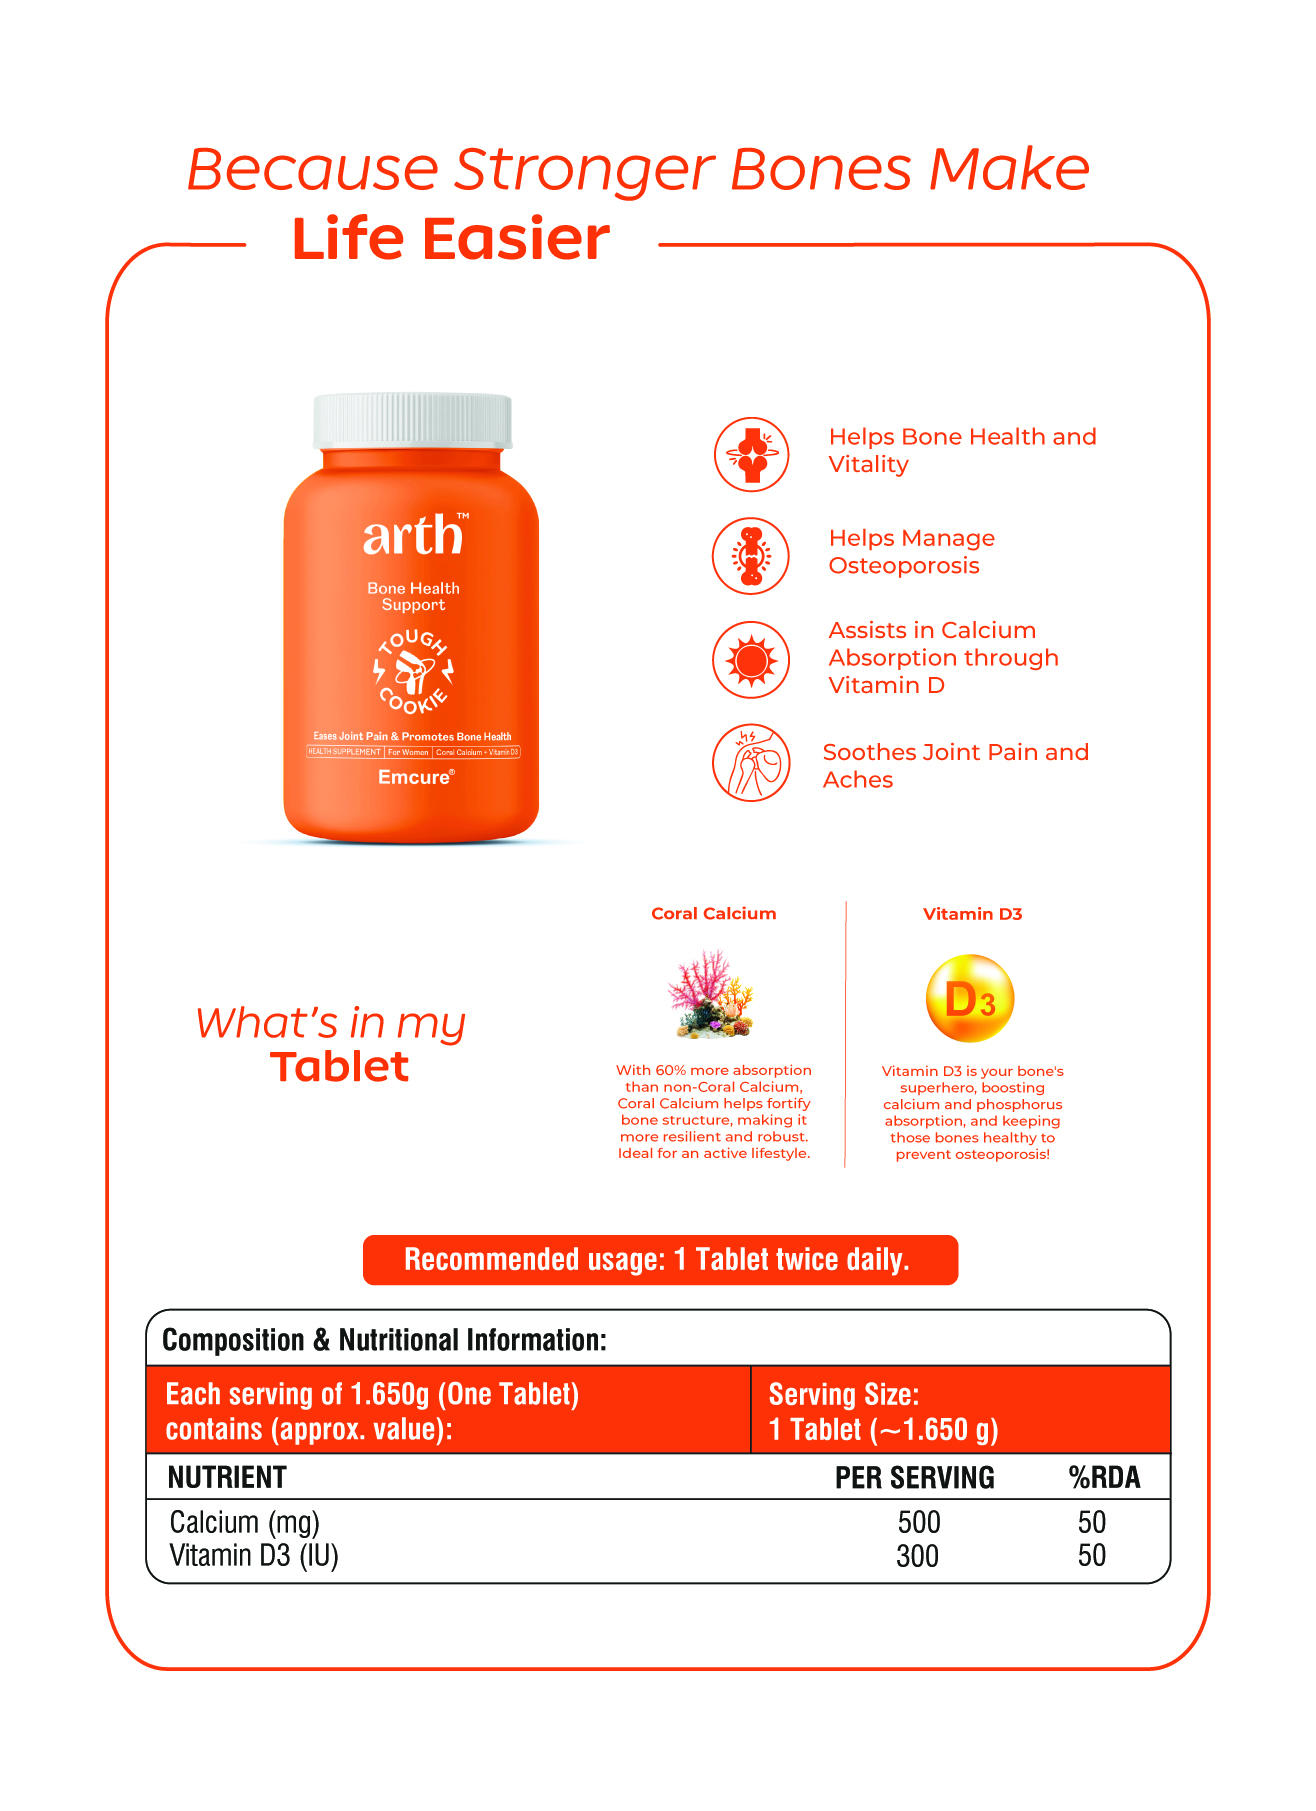 Because Stronger Bones Make
Life Easier
arth™
Bone Health
Support
TOUGH
COOKIE
Eases Joint Pain & Promotes Bone Health
HEALTH SUPPLEMENT | For Women | Coral Calcium + Vitamin D3
Emcure®
Helps Bone Health and
Vitality
Helps Manage
Osteoporosis
Assists in Calcium
Absorption through
Vitamin D
Soothes Joint Pain and
Aches
What's in my
Tablet
Coral Calcium
With 60% more absorption
than non-Coral Calcium,
Coral Calcium helps fortify
bone structure, making it
more resilient and robust.
Ideal for an active lifestyle.
Vitamin D3
D3
Vitamin D3 is your bone's
superhero, boosting
calcium and phosphorus
absorption, and keeping
those bones healthy to
prevent osteoporosis!
Recommended usage: 1 Tablet twice daily.
Composition & Nutritional Information:
Each serving of 1.650g (One Tablet)
contains (approx. value):
Serving Size:
1 Tablet (~1.650 g)
NUTRIENT PER SERVING %RDA
Calcium (mg) 500 50
Vitamin D3 (IU) 300 50